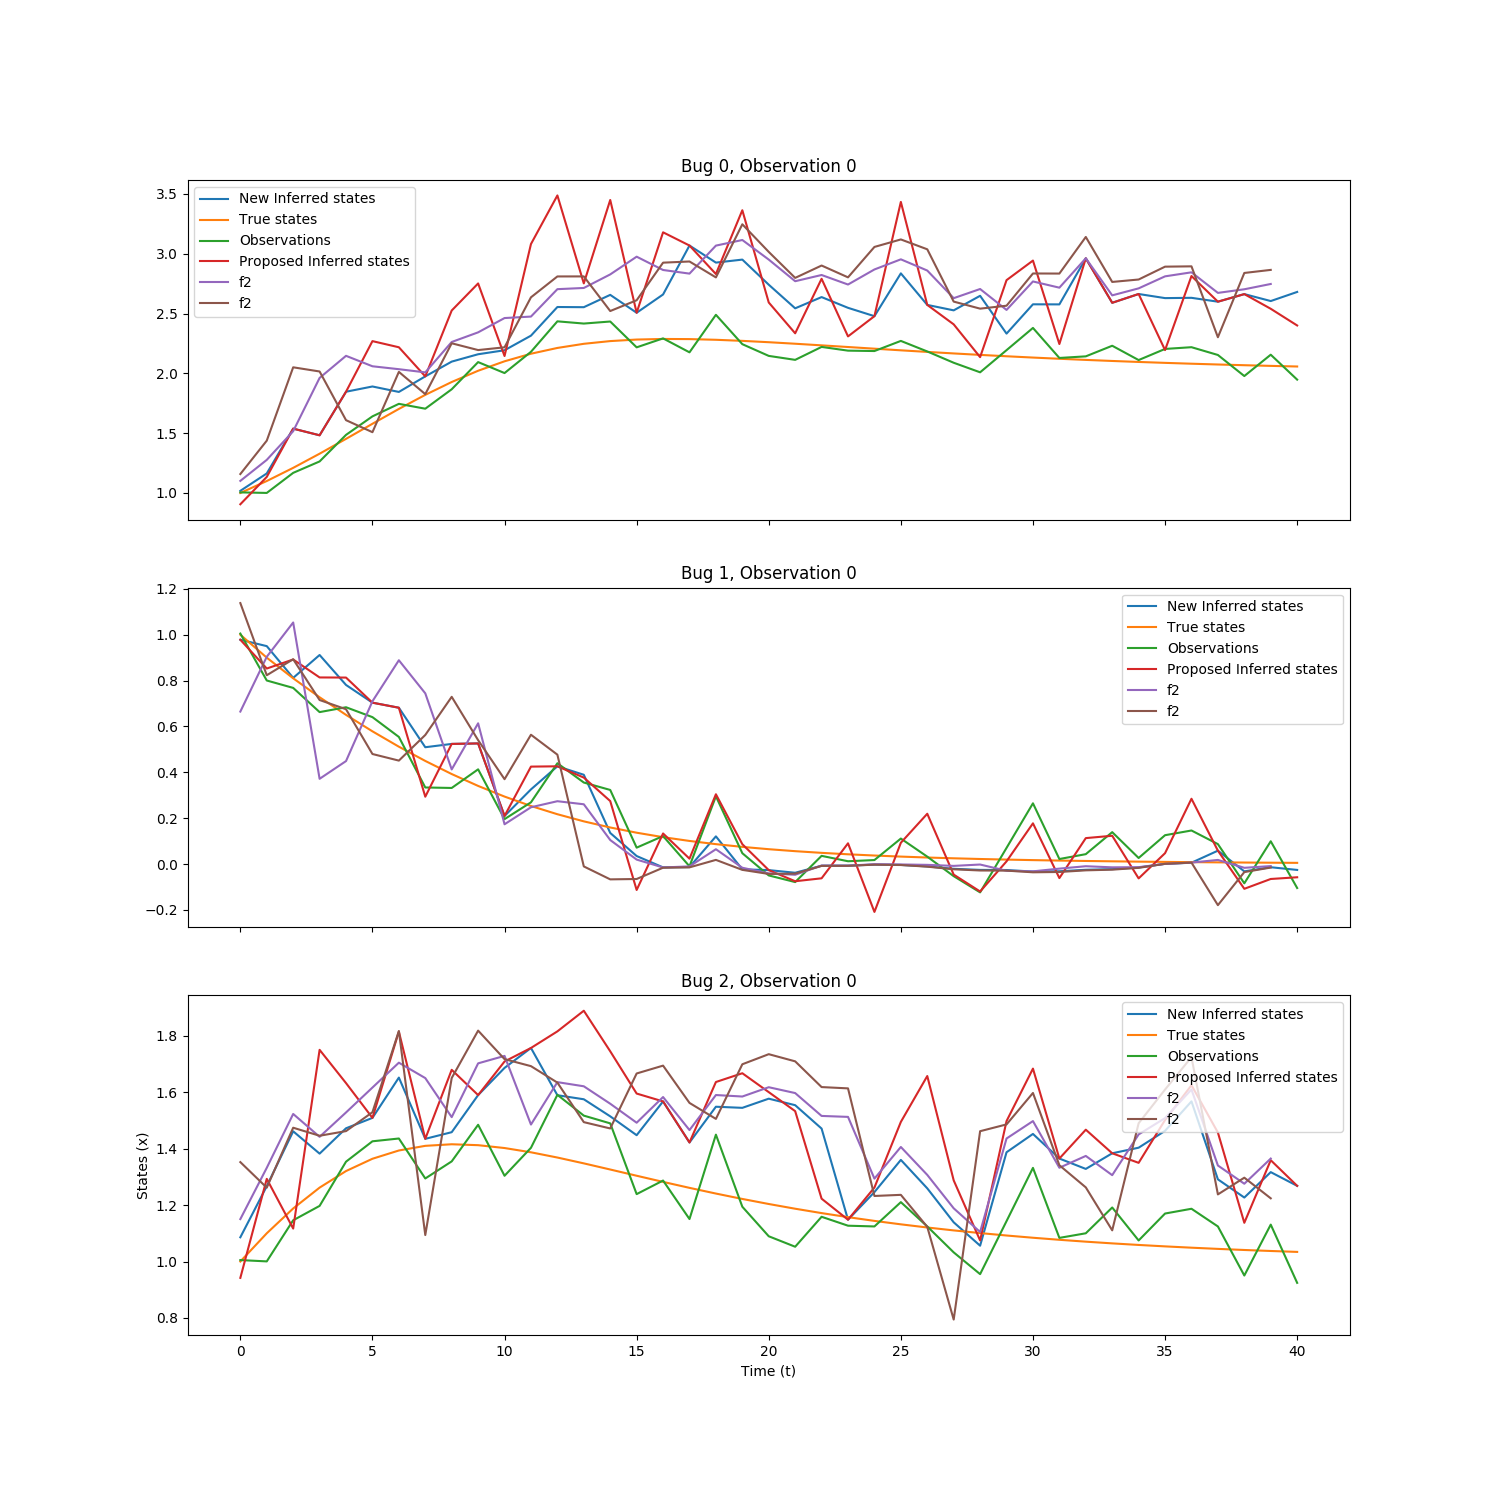 Bug 0, Observation 0
3.5
3.0
2.5
2.0
1.5
1.0
New Inferred states
True states
Observations
Proposed Inferred states
f2
f2
Bug 1, Observation 0
1.2
1.0
0.8
0.6
0.4
0.2
0.0
−0.2
New Inferred states
True states
Observations
Proposed Inferred states
f2
f2
Bug 2, Observation 0
States (x)
1.8
1.6
1.4
1.2
1.0
0.8
New Inferred states
True states
Observations
Proposed Inferred states
f2
f2
0 5 10 15 20 25 30 35 40
Time (t)